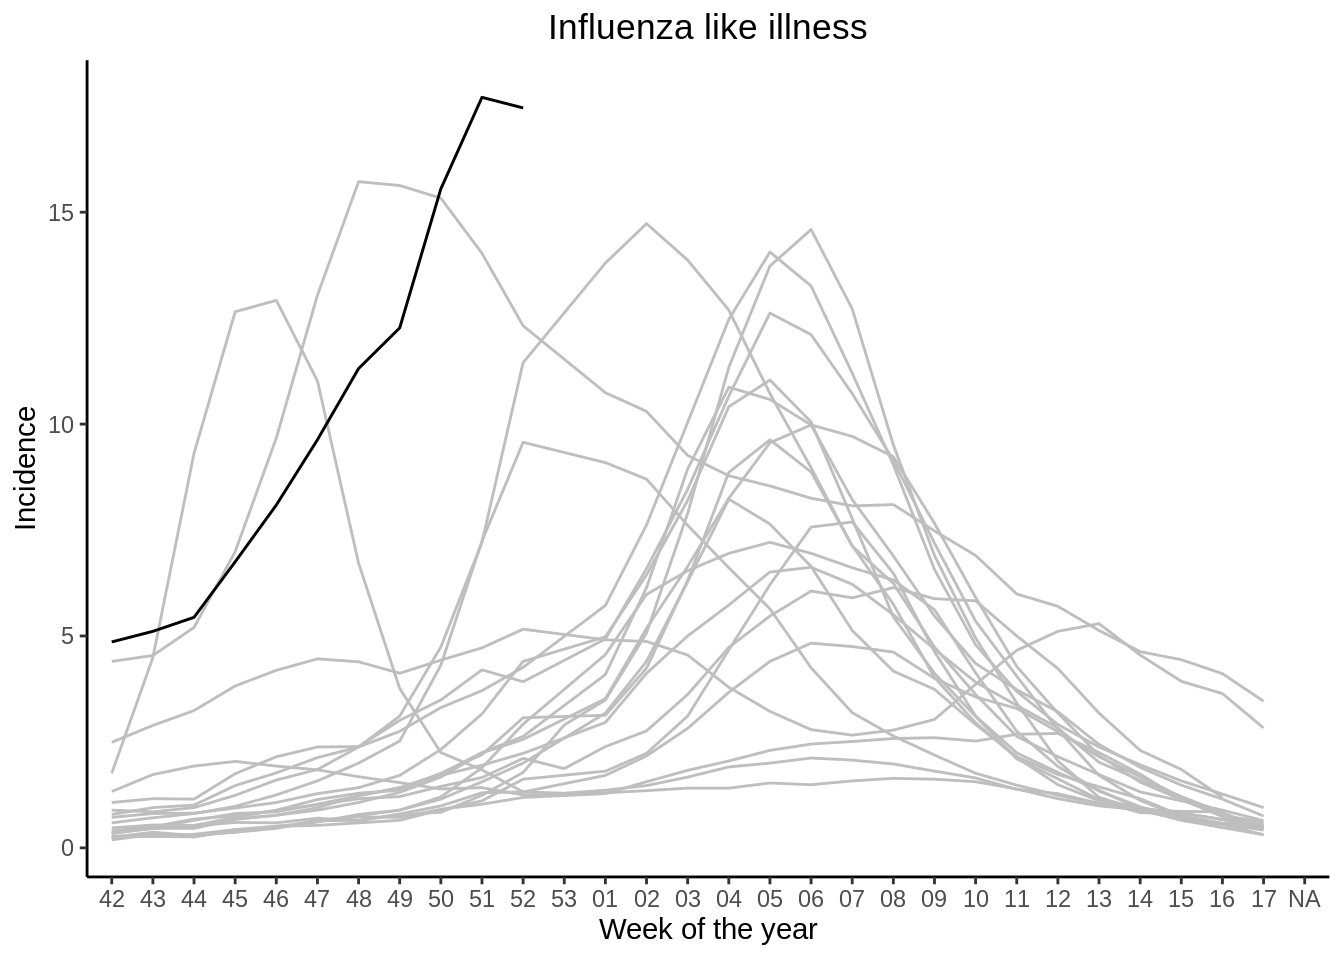 Influenza like illness
Incidence
15
10
5
0
42 43 44 45 46 47 48 49 50 51 52 53 01 02 03 04 05 06 07 08 09 10 11 12 13 14 15 16 17 NA
Week of the year